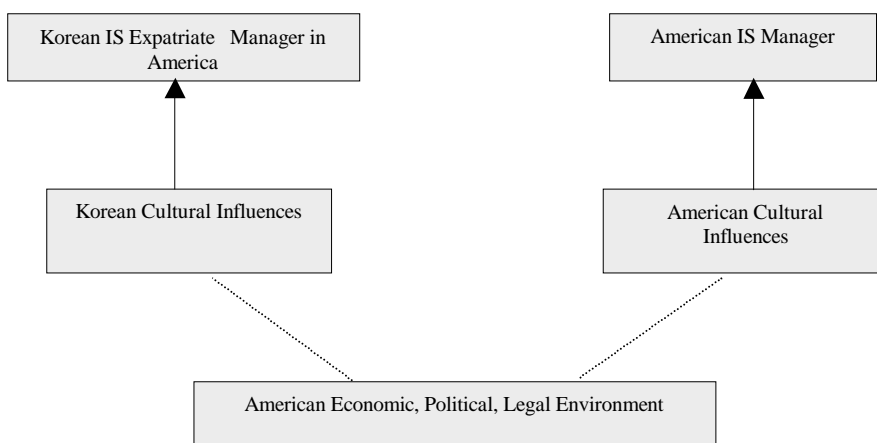 Korean IS Expatriate Manager in
America
American IS Manager
Korean Cultural Influences
American Cultural
Influences
American Economic, Political, Legal Environment